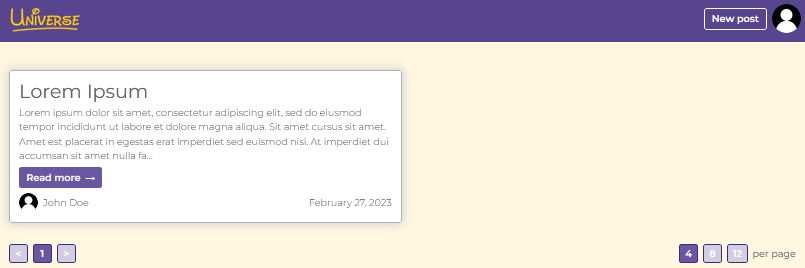 Universe
New post
Lorem Ipsum
Lorem ipsum dolor sit amet, consectetur adipiscing elit, sed do eiusmod
tempor incididunt ut labore et dolore magna aliqua. Sit amet cursus sit amet.
Amet est placerat in egestas erat imperdiet sed euismod nisi. At imperdiet dui
accumsan sit amet nulla fa...
Read more →
John Doe
February 27, 2023
< 1 >
4 8 12 per page